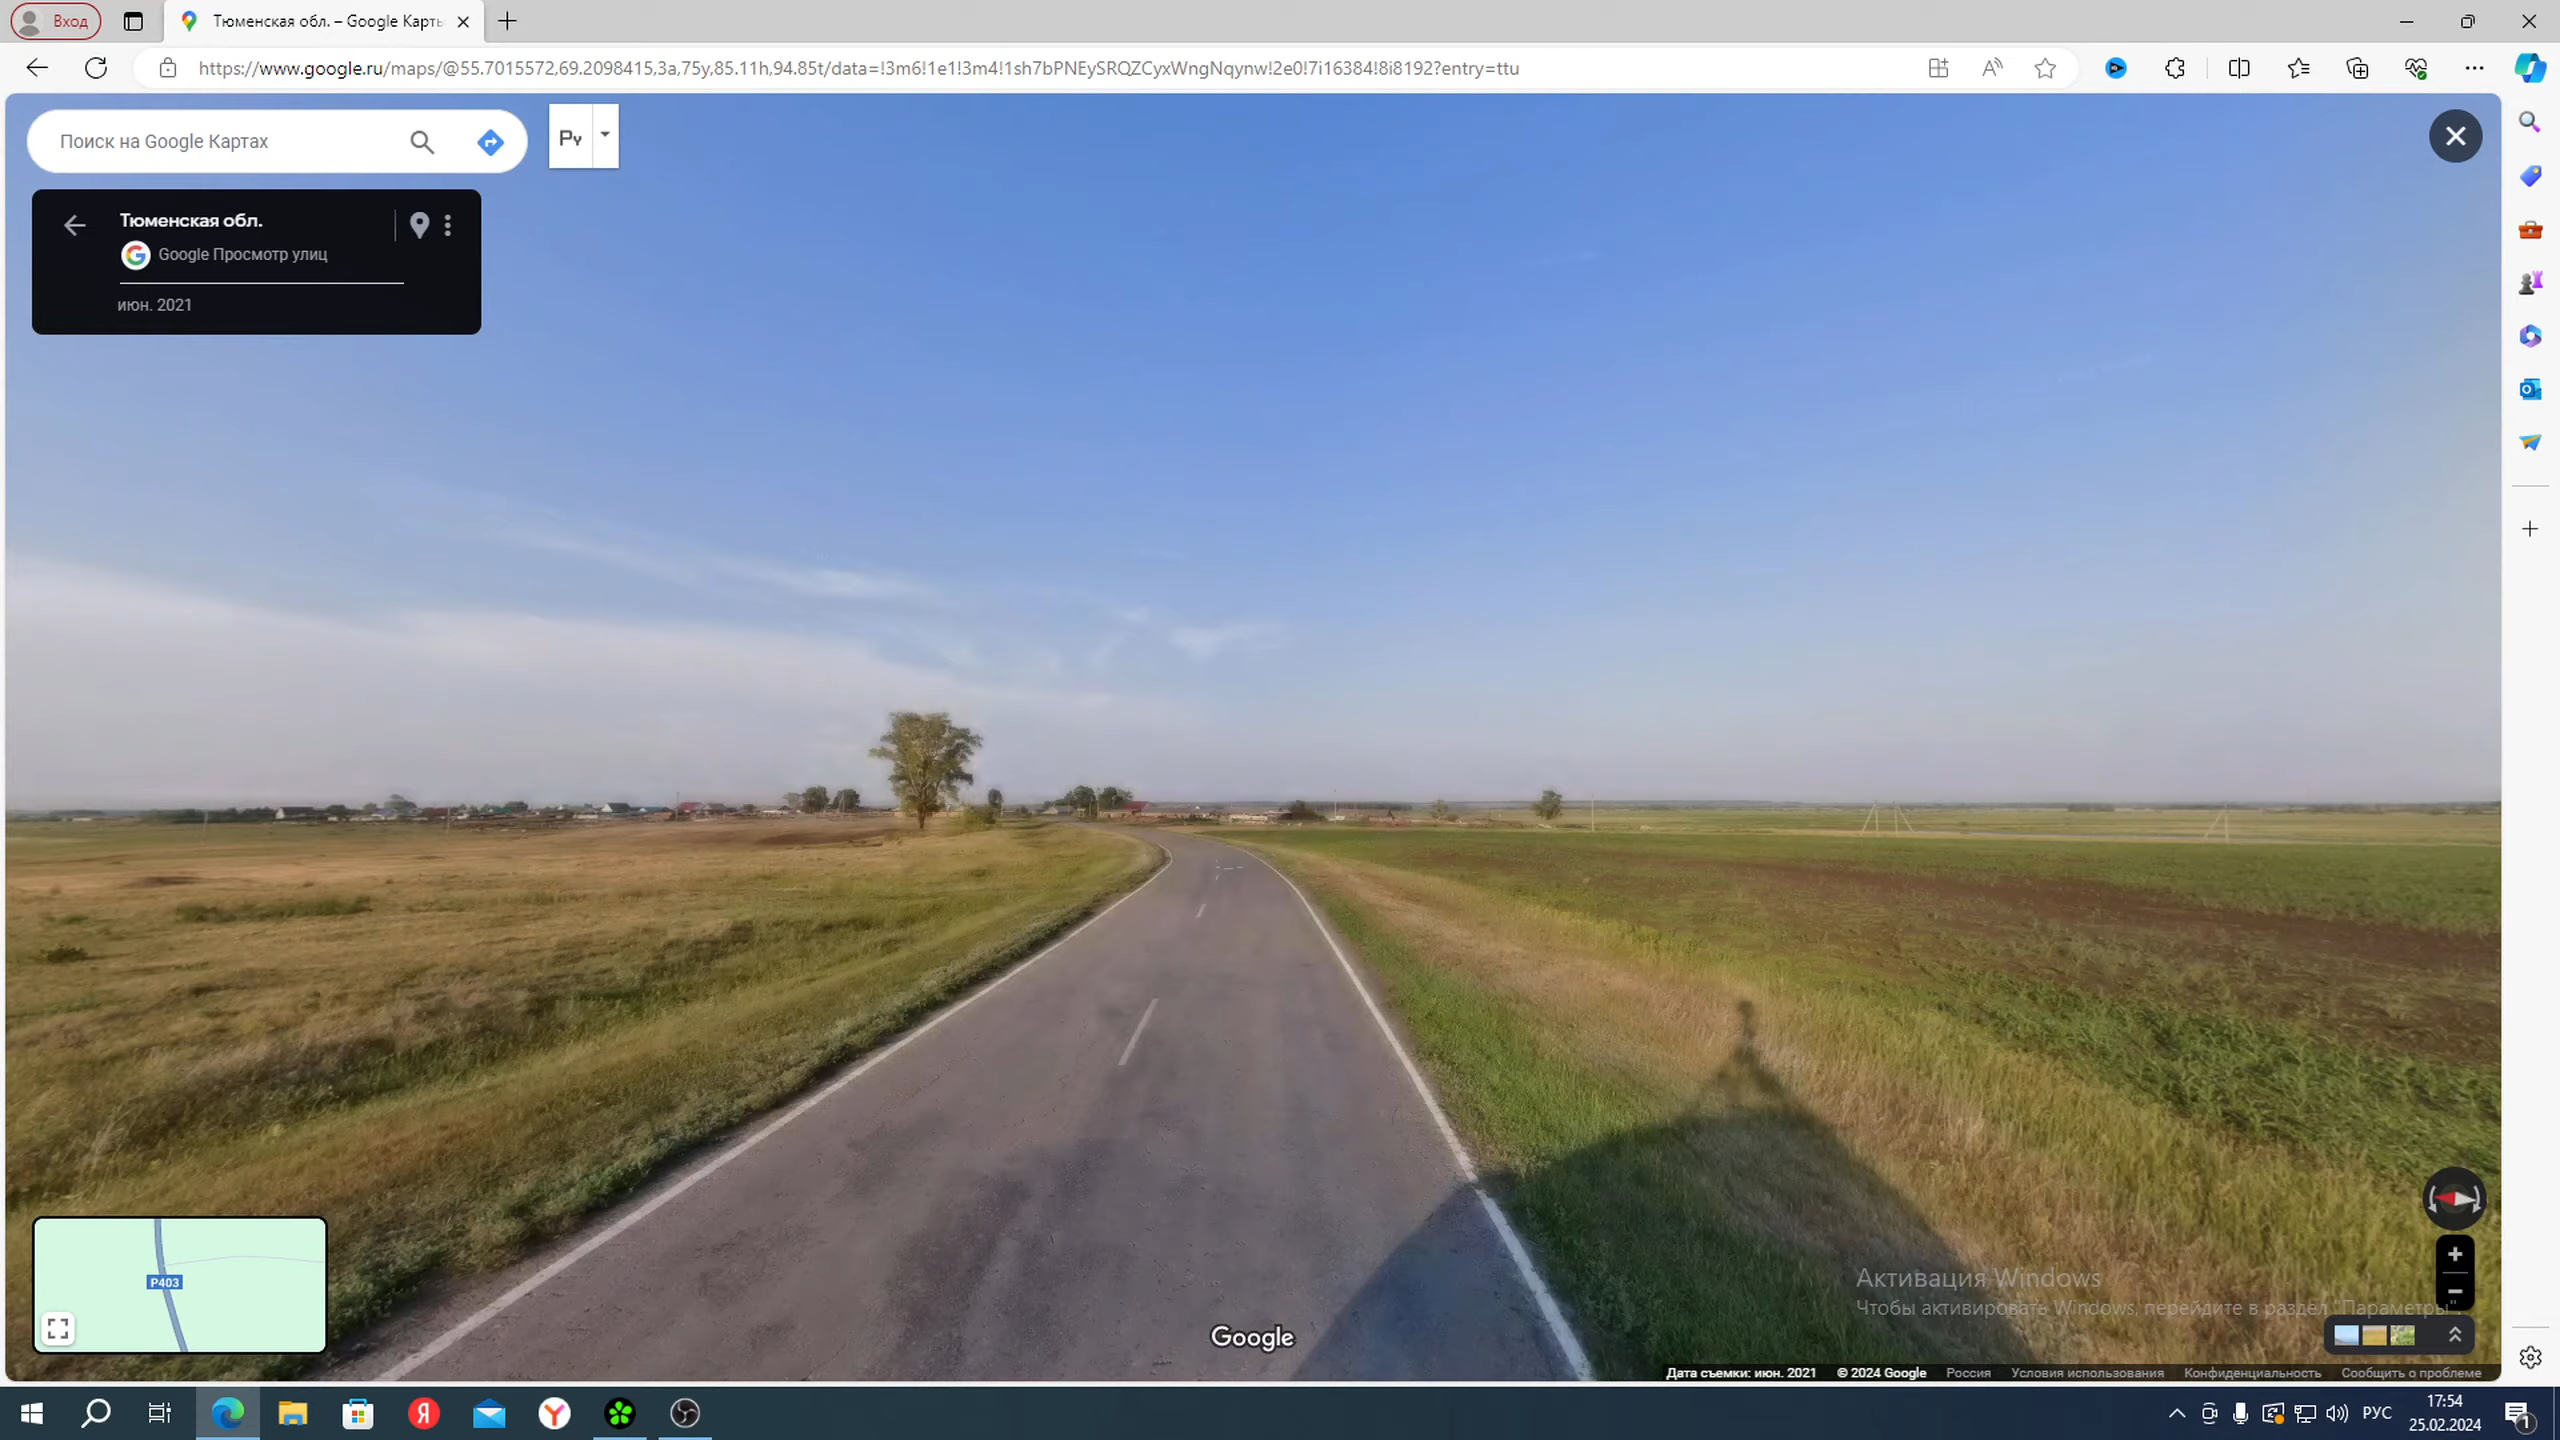 Вход
Тюменская обл. – Google Карты
https://www.google.ru/maps/@55.7015572,69.2098415,3a,75y,85.11h,94.85t/data=!3m6!1e1!3m4!1sh7bPNEySRQZCyxWngNqynw!2e0!7i16384!8i8192?entry=ttu
Поиск на Google Картах
Ру
Тюменская обл.
Google Просмотр улиц
июн. 2021
P403
Google
Активация Windows
Чтобы активировать Windows, перейдите в раздел "Параметры".
Дата съемки: июн. 2021 © 2024 Google Россия Условия использования Конфиденциальность Сообщить о проблеме
РУС
17:54
25.02.2024
1